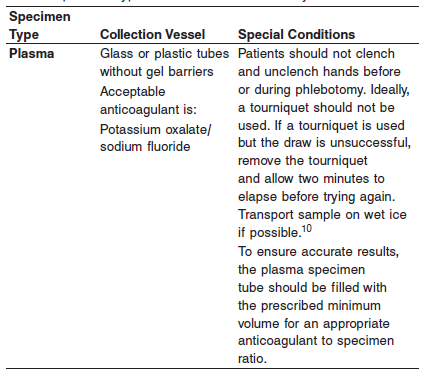 Specimen
Type Collection Vessel Special Conditions
Plasma Glass or plastic tubes Patients should not clench
without gel barriers and unclench hands before
Acceptable or during phlebotomy. Ideally,
anticoagulant is: a tourniquet should not be
Potassium oxalate/ used. If a tourniquet is used
sodium fluoride but the draw is unsuccessful,
remove the tourniquet
and allow two minutes to
elapse before trying again.
Transport sample on wet ice
if possible.10
To ensure accurate results,
the plasma specimen
tube should be filled with
the prescribed minimum
volume for an appropriate
anticoagulant to specimen
ratio.